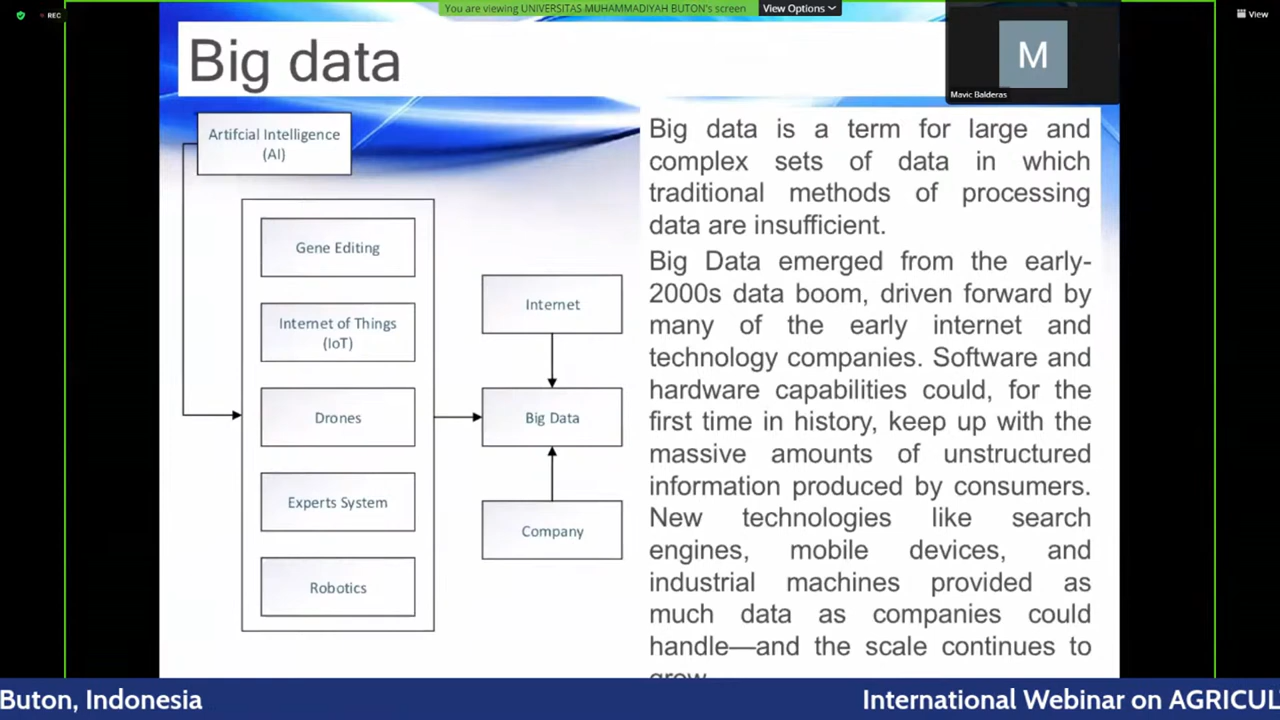 REC
You are viewing UNIVERSITAS MUHAMMADIYAH BUTON's screen
View Options
View
Big data
M
Mavic Balderas
Artifcial Intelligence
(AI)
Gene Editing
Internet of Things
(IoT)
Drones
Experts System
Robotics
Internet
Big Data
Company
Big data is a term for large and
complex sets of data in which
traditional methods of processing
data are insufficient.
Big Data emerged from the early-
2000s data boom, driven forward by
many of the early internet and
technology companies. Software and
hardware capabilities could, for the
first time in history, keep up with the
massive amounts of unstructured
information produced by consumers.
New technologies like search
engines, mobile devices, and
industrial machines provided as
much data as companies could
handle—and the scale continues to
grow.
Buton, Indonesia
International Webinar on AGRICUL